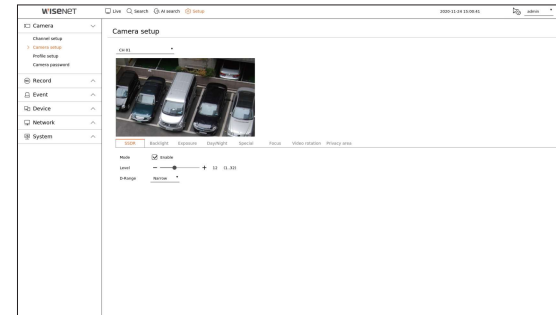 WISENET
Live Search AI search Setup
2020-11-24 15:00:41
admin
Camera
Channel setup
Camera setup
Profile setup
Camera password
Record
Event
Device
Network
System
Camera setup
CH 01
SSDR Backlight Exposure Day/Night Special Focus Video rotation Privacy area
Mode Enable
Level − + 12 (1..32)
D-Range Narrow